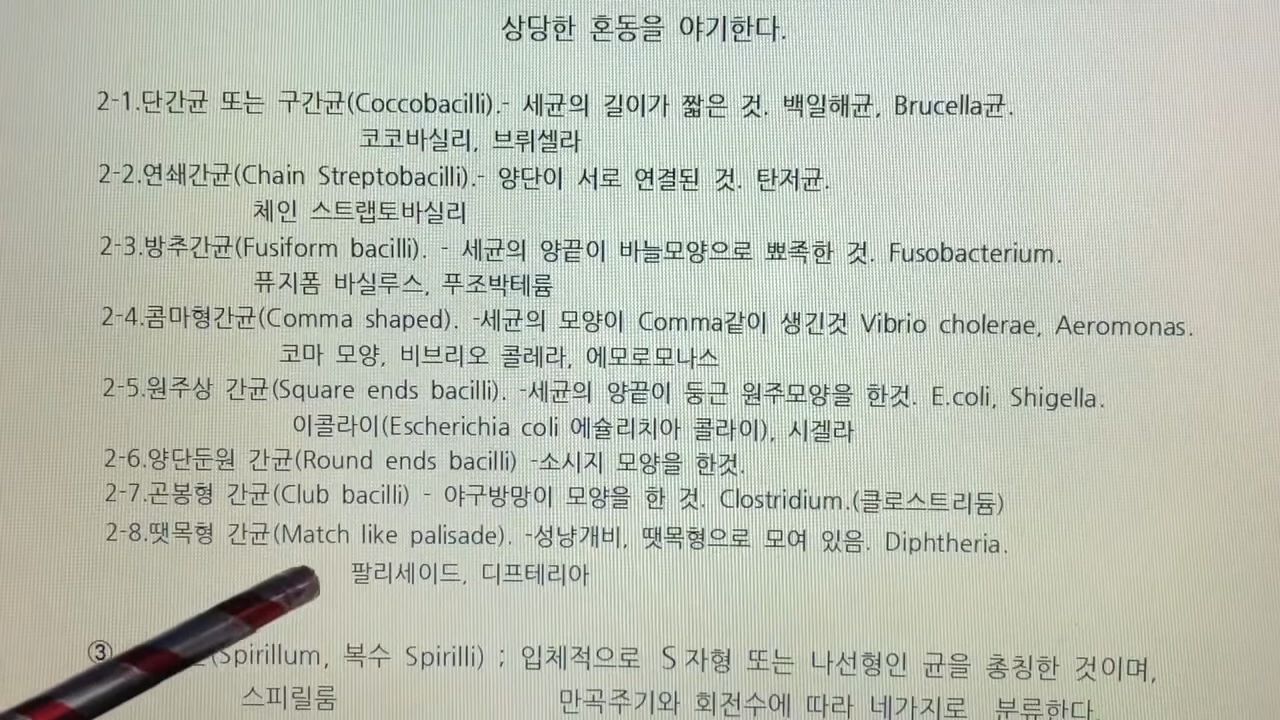 상당한 혼동을 야기한다.
2-1.단간균 또는 구간균(Coccobacilli).- 세균의 길이가 짧은 것. 백일해균, Brucella균.
코코바실리, 브뤼셀라
2-2.연쇄간균(Chain Streptobacilli).- 양단이 서로 연결된 것. 탄저균.
체인 스트랩토바실리
2-3.방추간균(Fusiform bacilli). - 세균의 양끝이 바늘모양으로 뾰족한 것. Fusobacterium.
퓨지폼 바실루스, 푸조박테륨
2-4.콤마형간균(Comma shaped). -세균의 모양이 Comma같이 생긴것 Vibrio cholerae, Aeromonas.
코마 모양, 비브리오 콜레라, 에모로모나스
2-5.원주상 간균(Square ends bacilli). -세균의 양끝이 둥근 원주모양을 한것. E.coli, Shigella.
이콜라이(Escherichia coli 에슐리치아 콜라이), 시겔라
2-6.양단둔원 간균(Round ends bacilli) -소시지 모양을 한것.
2-7.곤봉형 간균(Club bacilli) - 야구방망이 모양을 한 것. Clostridium.(클로스트리듐)
2-8.땟목형 간균(Match like palisade). -성냥개비, 땟목형으로 모여 있음. Diphtheria.
팔리세이드, 디프테리아
③ (Spirillum, 복수 Spirilli) ; 입체적으로 S자형 또는 나선형인 균을 총칭한 것이며,
스피릴룸 만곡주기와 회전수에 따라 네가지로 분류한다